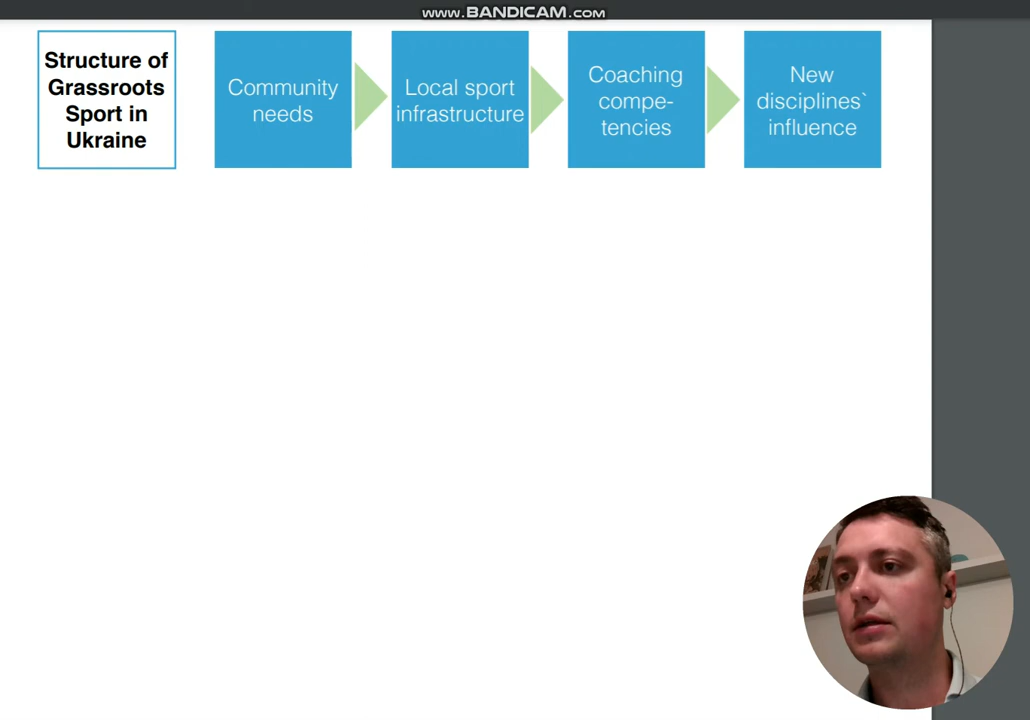 www.BANDICAM.com
Structure of
Grassroots
Sport in
Ukraine
Community
needs
Local sport
infrastructure
Coaching
compe-
tencies
New
disciplines`
influence